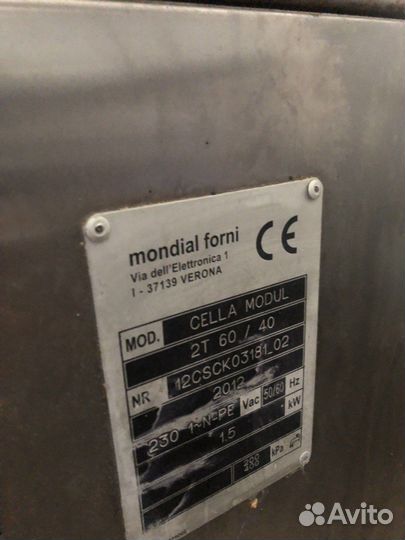 mondial forni CE
Via dell'Elettronica 1
I - 37139 VERONA
MOD. CELLA MODUL
2T 60 / 40
NR 12CSCK03181_02
2012
230 1~N-PE Vac 50/60 Hz
1.5 kW
kPa
Avito